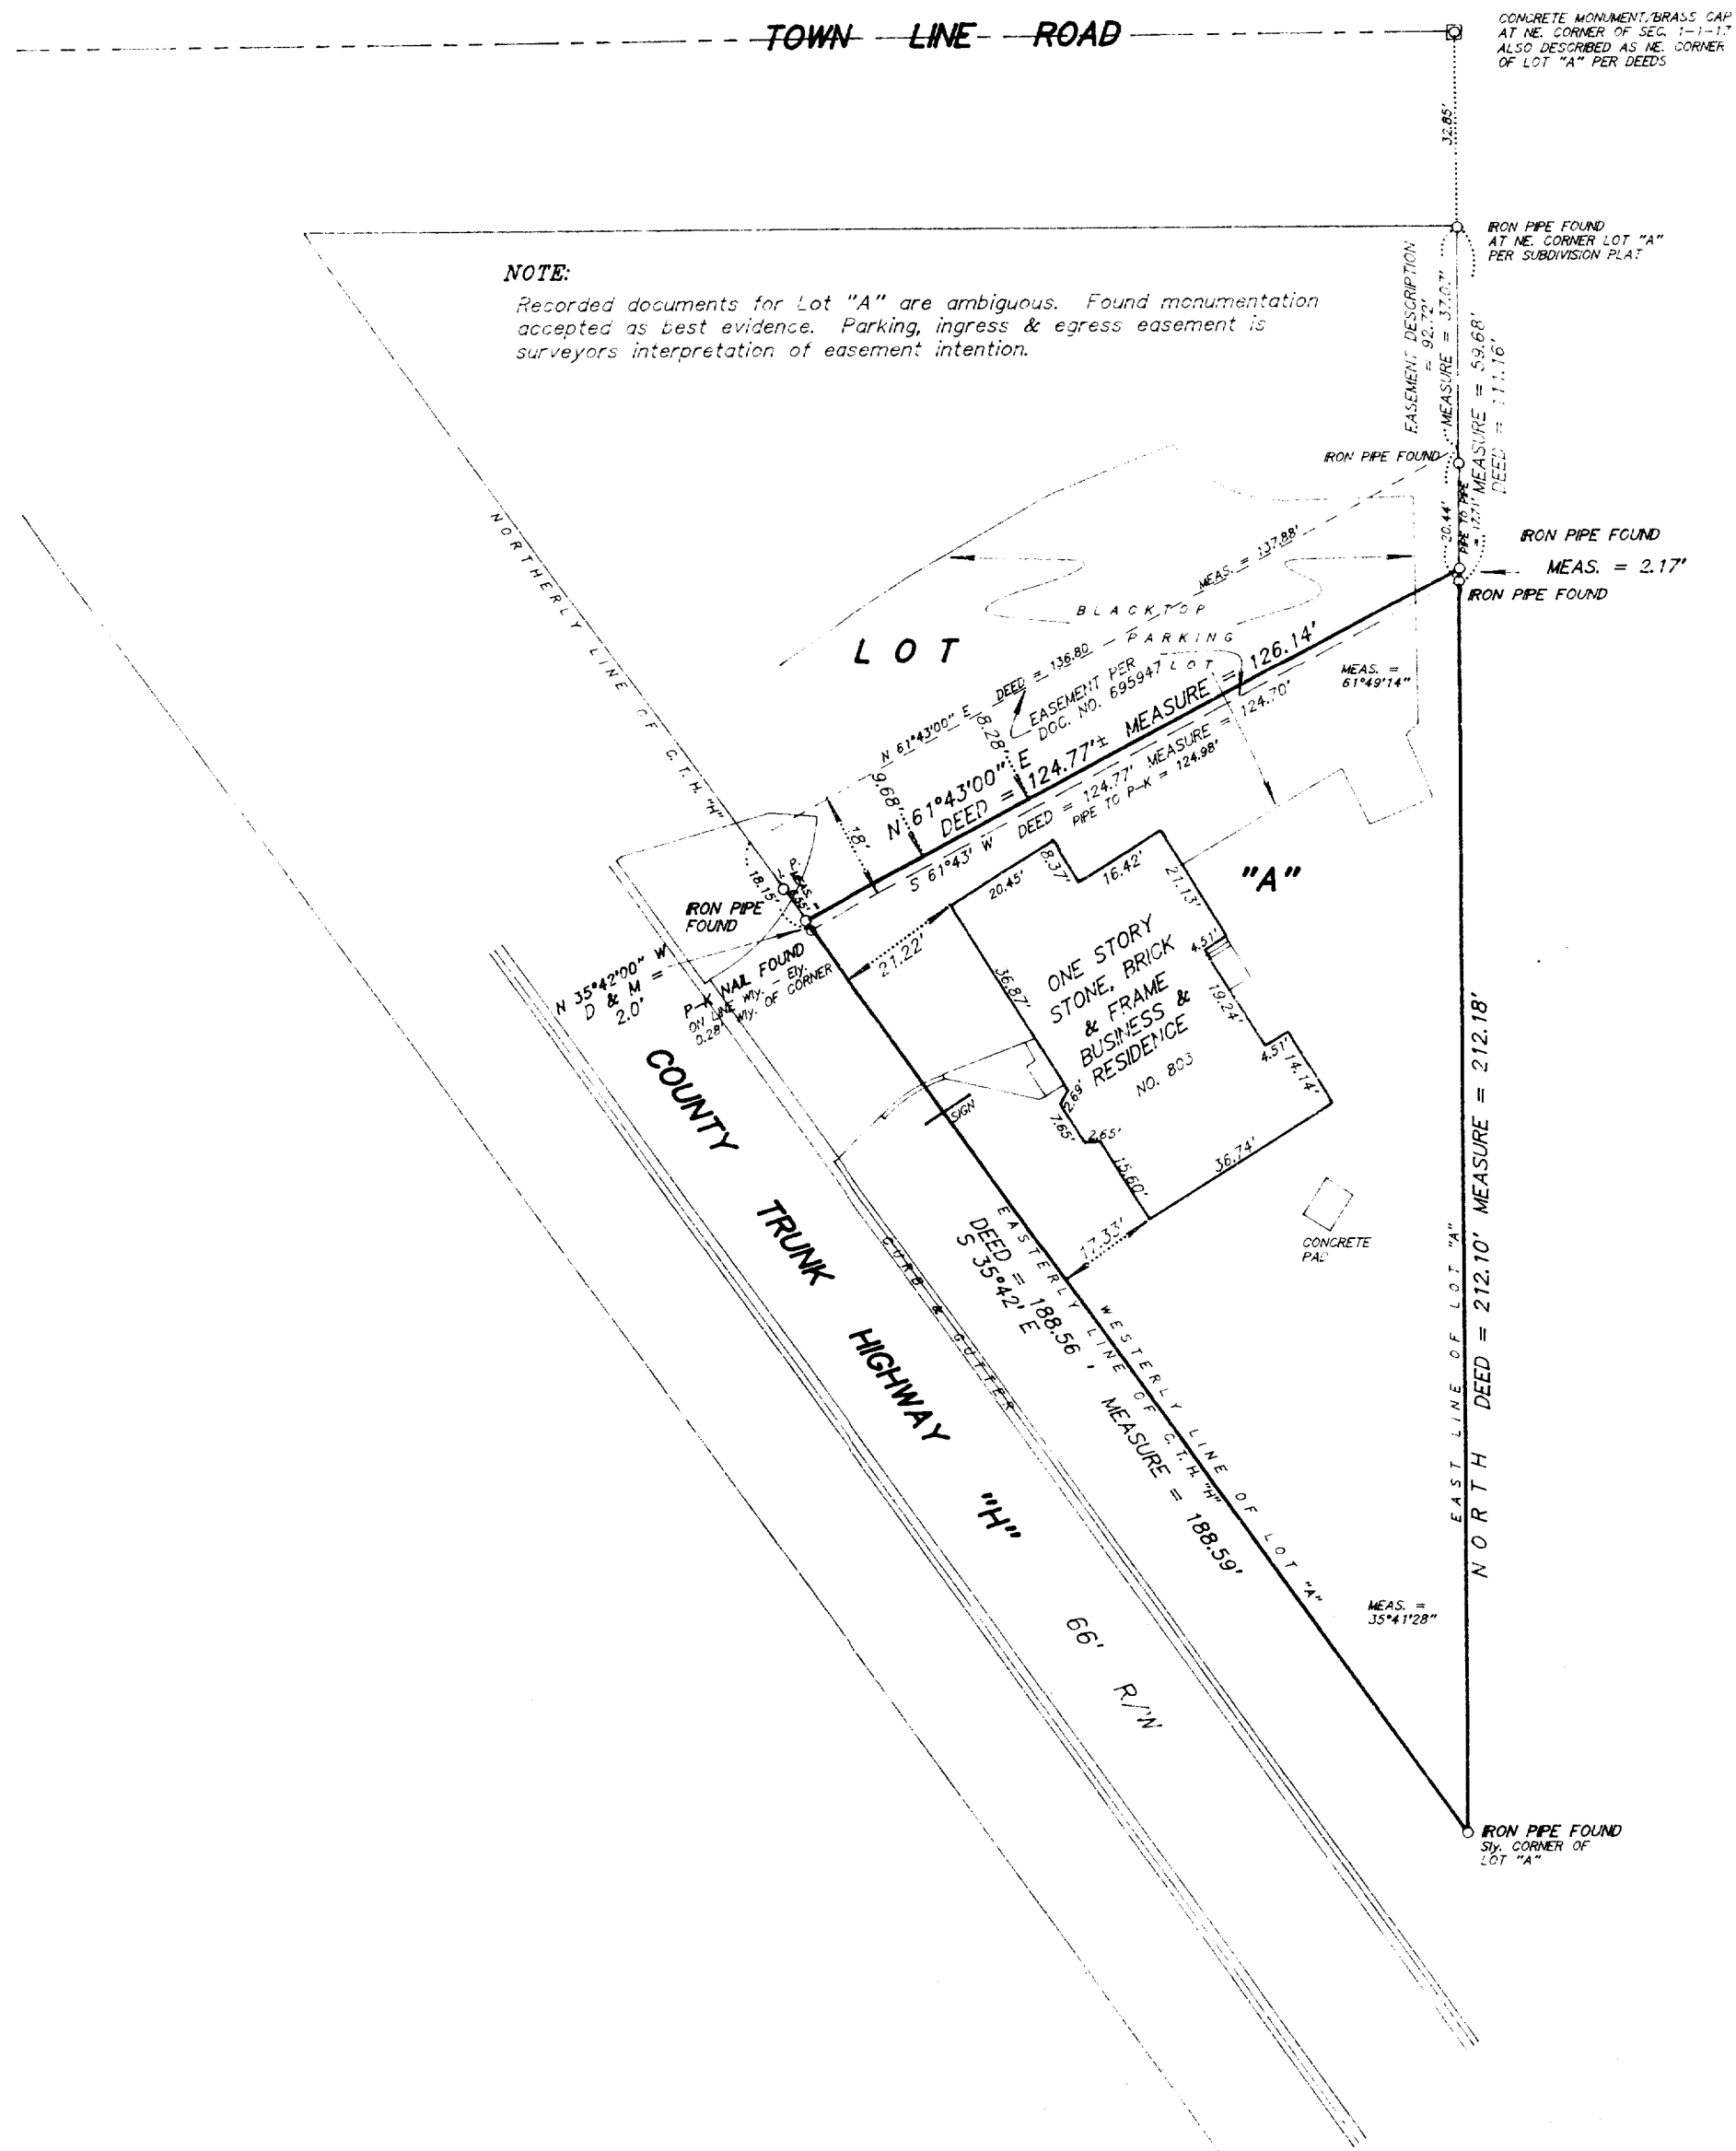 TOWN LINE ROAD
CONCRETE MONUMENT/BRASS CAP
AT NE. CORNER OF SEC. 1-1-17
ALSO DESCRIBED AS NE. CORNER
OF LOT "A" PER DEEDS
32.85'
IRON PIPE FOUND
AT NE. CORNER LOT "A"
PER SUBDIVISION PLAT
NOTE:
Recorded documents for Lot "A" are ambiguous. Found monumentation
accepted as best evidence. Parking, ingress & egress easement is
surveyors interpretation of easement intention.
EASEMENT DESCRIPTION
= 92.72'
MEASURE = 37.07'
MEASURE = 59.68'
DEED = 111.16'
IRON PIPE FOUND
20.44'
PIPE TO PIPE
= 17.71'
IRON PIPE FOUND
MEAS. = 2.17'
IRON PIPE FOUND
NORTHERLY LINE OF C.T.H. "H"
LOT
"A"
BLACKTOP
PARKING
LOT
MEAS. = 137.88'
N 61°43'00" E DEED = 136.80
EASEMENT PER
DOC. NO. 695947
8.28'
9.68'
18'
N 61°43'00" E
DEED = 124.77'± MEASURE = 126.14'
S 61°43' W DEED = 124.77' MEASURE = 124.70'
PIPE TO P-K = 124.98'
MEAS. =
61°49'14"
18.15'
IRON PIPE
FOUND
N 35°42'00" W
D & M =
2.0'
P-K NAIL FOUND
ON LINE Wly. - Ely.
0.28' Wly. OF CORNER
21.22'
20.45'
8.37'
16.42'
21.13'
4.51'
19.24'
4.51'
14.14'
36.74'
15.60'
2.65'
7.65'
2.69'
36.87'
17.33'
ONE STORY
STONE, BRICK
& FRAME
BUSINESS &
RESIDENCE
NO. 803
SIGN
CONCRETE
PAD
COUNTY TRUNK HIGHWAY "H"
66' R/W
CURB & GUTTER
EASTERLY LINE OF C.T.H. "H"
WESTERLY LINE OF LOT "A"
DEED = 188.56' MEASURE = 188.59'
S 35°42' E
EAST LINE OF LOT "A"
NORTH DEED = 212.10' MEASURE = 212.18'
MEAS. =
35°41'28"
IRON PIPE FOUND
Sly. CORNER OF
LOT "A"